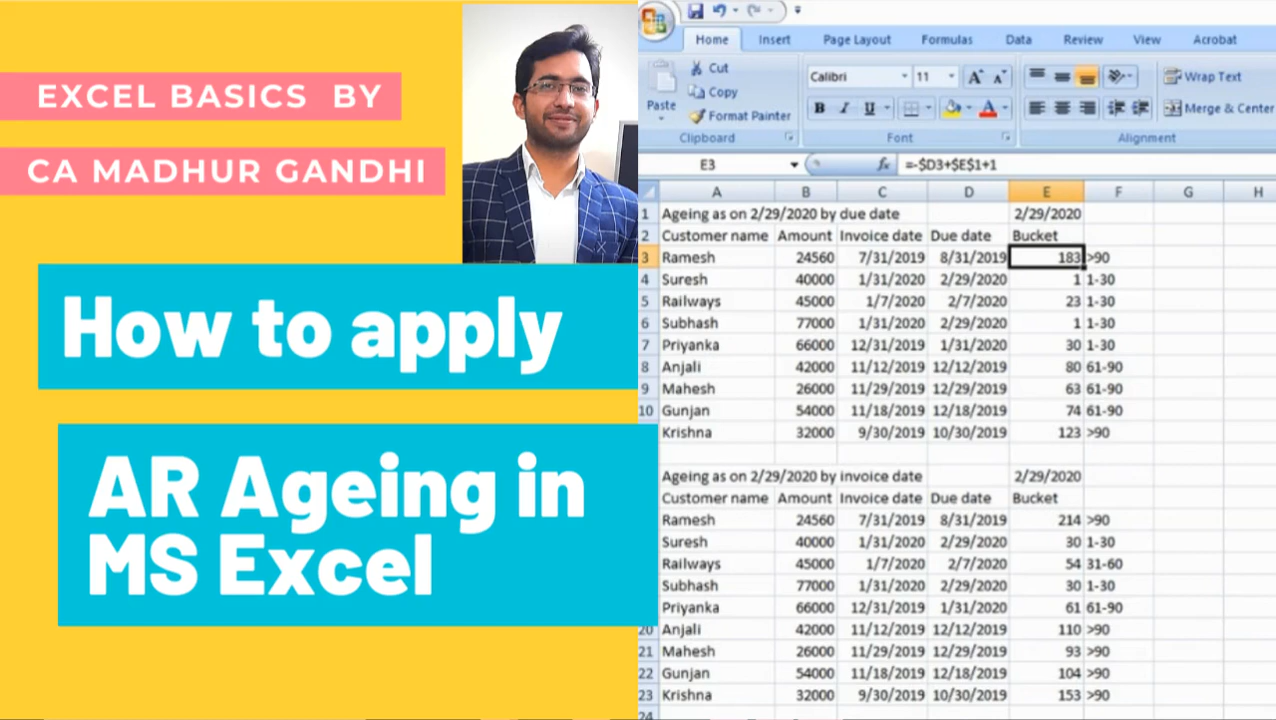 EXCEL BASICS BY
CA MADHUR GANDHI
How to apply
AR Ageing in
MS Excel
Home Insert Page Layout Formulas Data Review View Acrobat
Paste
Cut
Copy
Format Painter
Clipboard
Calibri 11
B I U
Font
Wrap Text
Merge & Center
Alignment
E3 fx =-$D3+$E$1+1
A B C D E F G H
1 Ageing as on 2/29/2020 by due date 2/29/2020
2 Customer name Amount Invoice date Due date Bucket
3 Ramesh 24560 7/31/2019 8/31/2019 183 >90
4 Suresh 40000 1/31/2020 2/29/2020 1 1-30
5 Railways 45000 1/7/2020 2/7/2020 23 1-30
6 Subhash 77000 1/31/2020 2/29/2020 1 1-30
7 Priyanka 66000 12/31/2019 1/31/2020 30 1-30
8 Anjali 42000 11/12/2019 12/12/2019 80 61-90
9 Mahesh 26000 11/29/2019 12/29/2019 63 61-90
10 Gunjan 54000 11/18/2019 12/18/2019 74 61-90
Krishna 32000 9/30/2019 10/30/2019 123 >90
Ageing as on 2/29/2020 by invoice date 2/29/2020
Customer name Amount Invoice date Due date Bucket
Ramesh 24560 7/31/2019 8/31/2019 214 >90
Suresh 40000 1/31/2020 2/29/2020 30 1-30
Railways 45000 1/7/2020 2/7/2020 54 31-60
Subhash 77000 1/31/2020 2/29/2020 30 1-30
Priyanka 66000 12/31/2019 1/31/2020 61 61-90
20 Anjali 42000 11/12/2019 12/12/2019 110 >90
21 Mahesh 26000 11/29/2019 12/29/2019 93 >90
22 Gunjan 54000 11/18/2019 12/18/2019 104 >90
23 Krishna 32000 9/30/2019 10/30/2019 153 >90
24